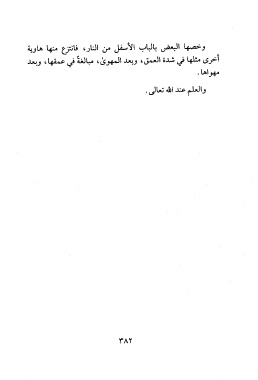 وخصها البعض بالباب الأسفل من النار، فانتزع منها هاوية
أخرى مثلها في شدة العمق، وبعد المهوىٰ، مبالغةً في عمقها، وبعد
مهواها.
والعلم عند الله تعالى.
٣٨٢